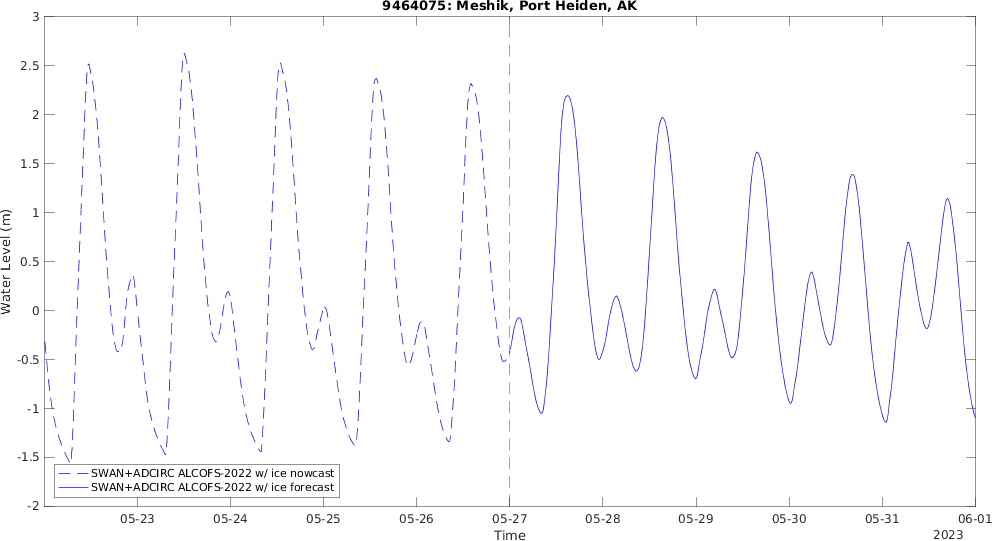 9464075: Meshik, Port Heiden, AK
3
2.5
2
1.5
1
0.5
0
-0.5
-1
-1.5
-2
Water Level (m)
SWAN+ADCIRC ALCOFS-2022 w/ ice nowcast
SWAN+ADCIRC ALCOFS-2022 w/ ice forecast
05-23 05-24 05-25 05-26 05-27 05-28 05-29 05-30 05-31 06-01
Time
2023